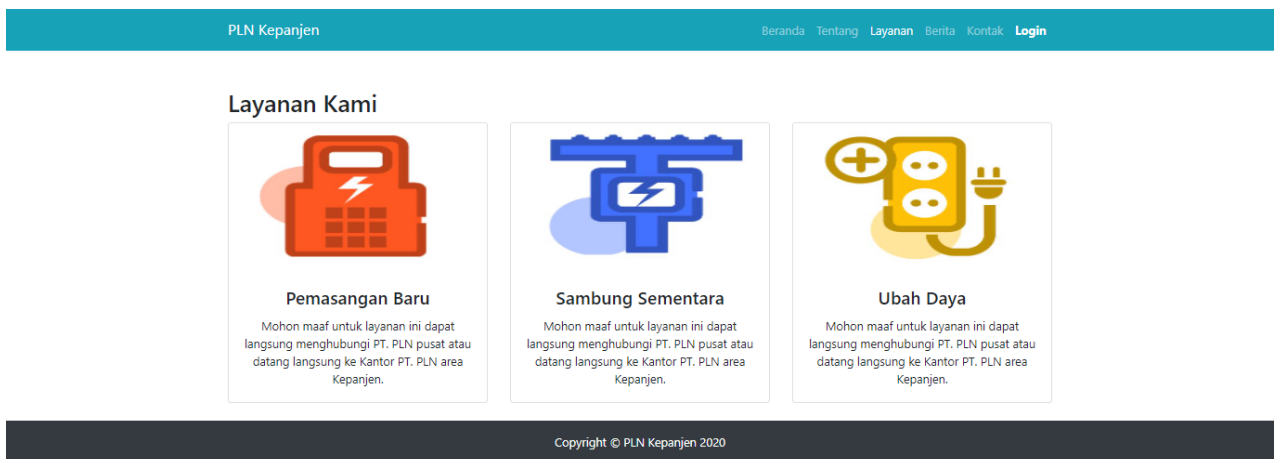 PLN Kepanjen
Beranda Tentang Layanan Berita Kontak Login
Layanan Kami
Pemasangan Baru
Mohon maaf untuk layanan ini dapat
langsung menghubungi PT. PLN pusat atau
datang langsung ke Kantor PT. PLN area
Kepanjen.
Sambung Sementara
Mohon maaf untuk layanan ini dapat
langsung menghubungi PT. PLN pusat atau
datang langsung ke Kantor PT. PLN area
Kepanjen.
Ubah Daya
Mohon maaf untuk layanan ini dapat
langsung menghubungi PT. PLN pusat atau
datang langsung ke Kantor PT. PLN area
Kepanjen.
Copyright © PLN Kepanjen 2020